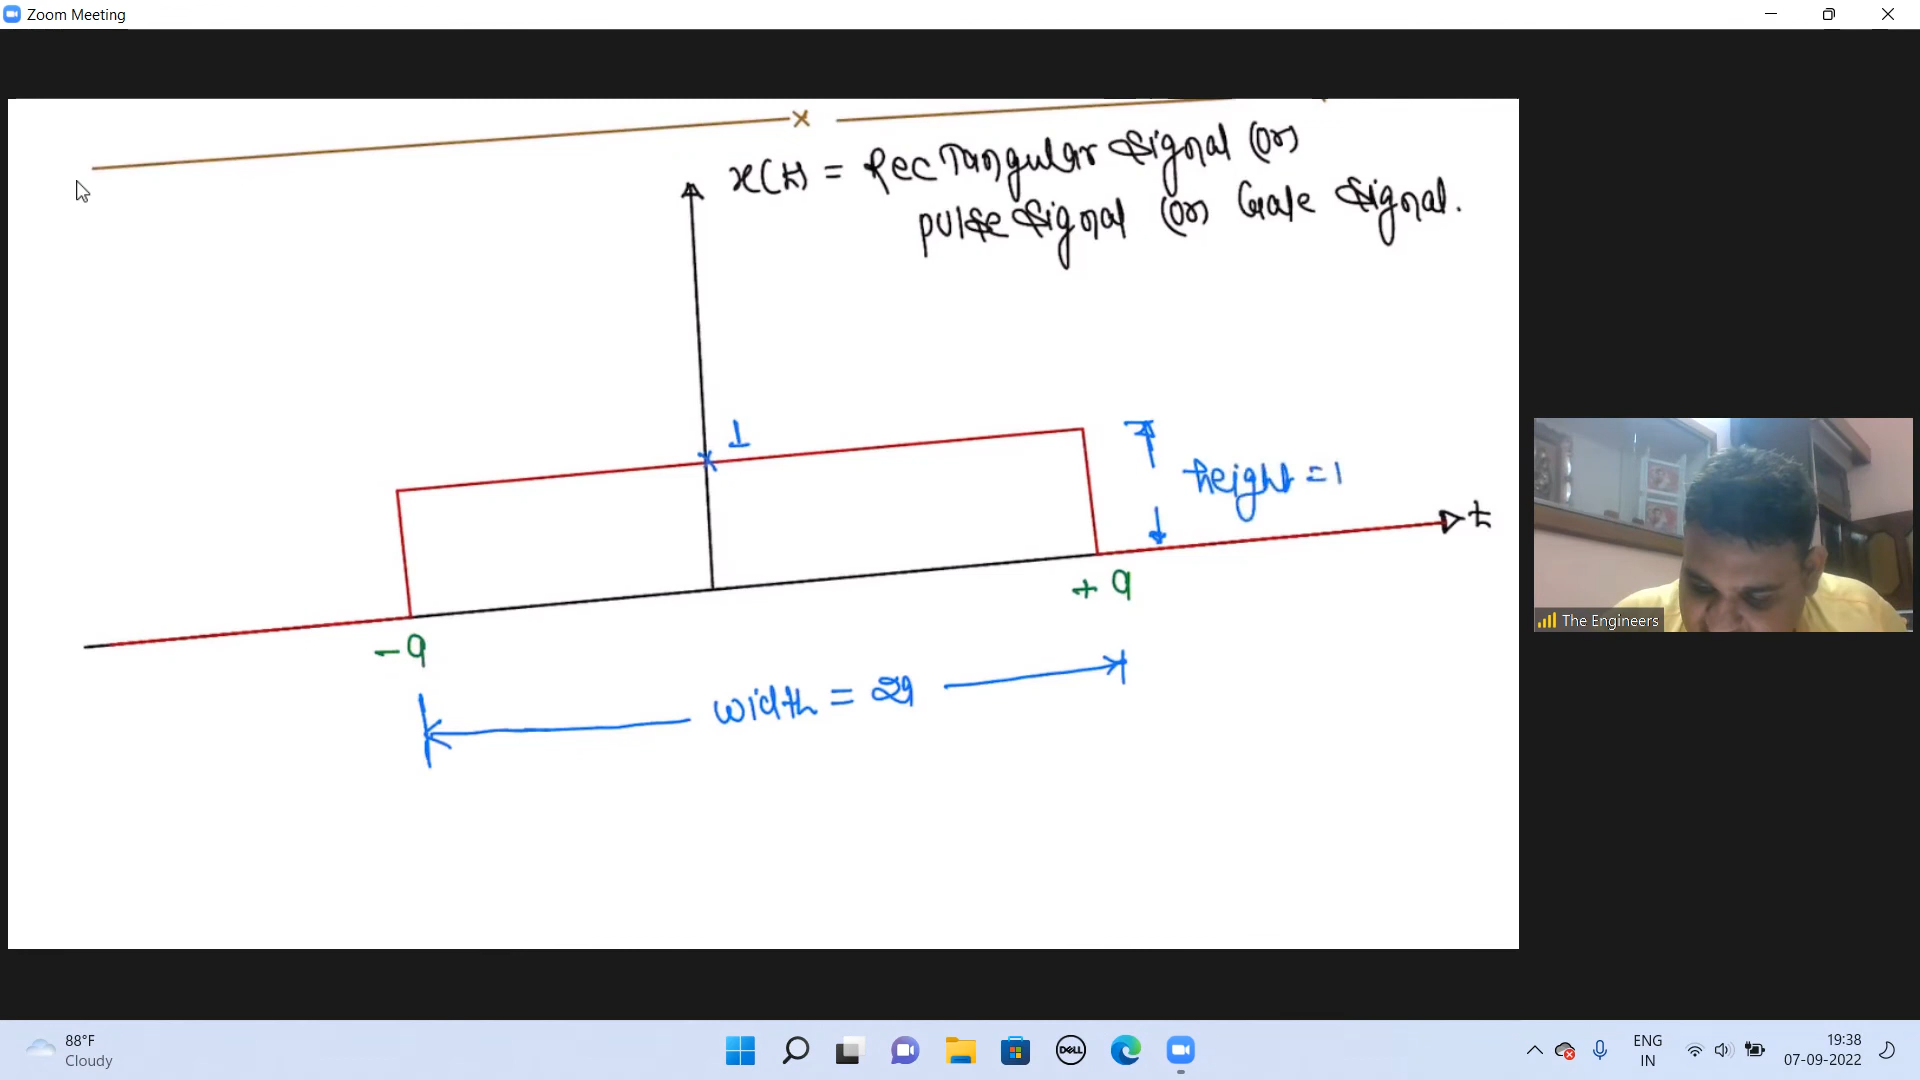 Zoom Meeting
x(t) = Rectangular Signal (or)
pulse signal (or) Gate Signal.
1
height = 1
t
-a
+a
width = 2a
The Engineers
88°F
Cloudy
DELL
ENG
IN
19:38
07-09-2022